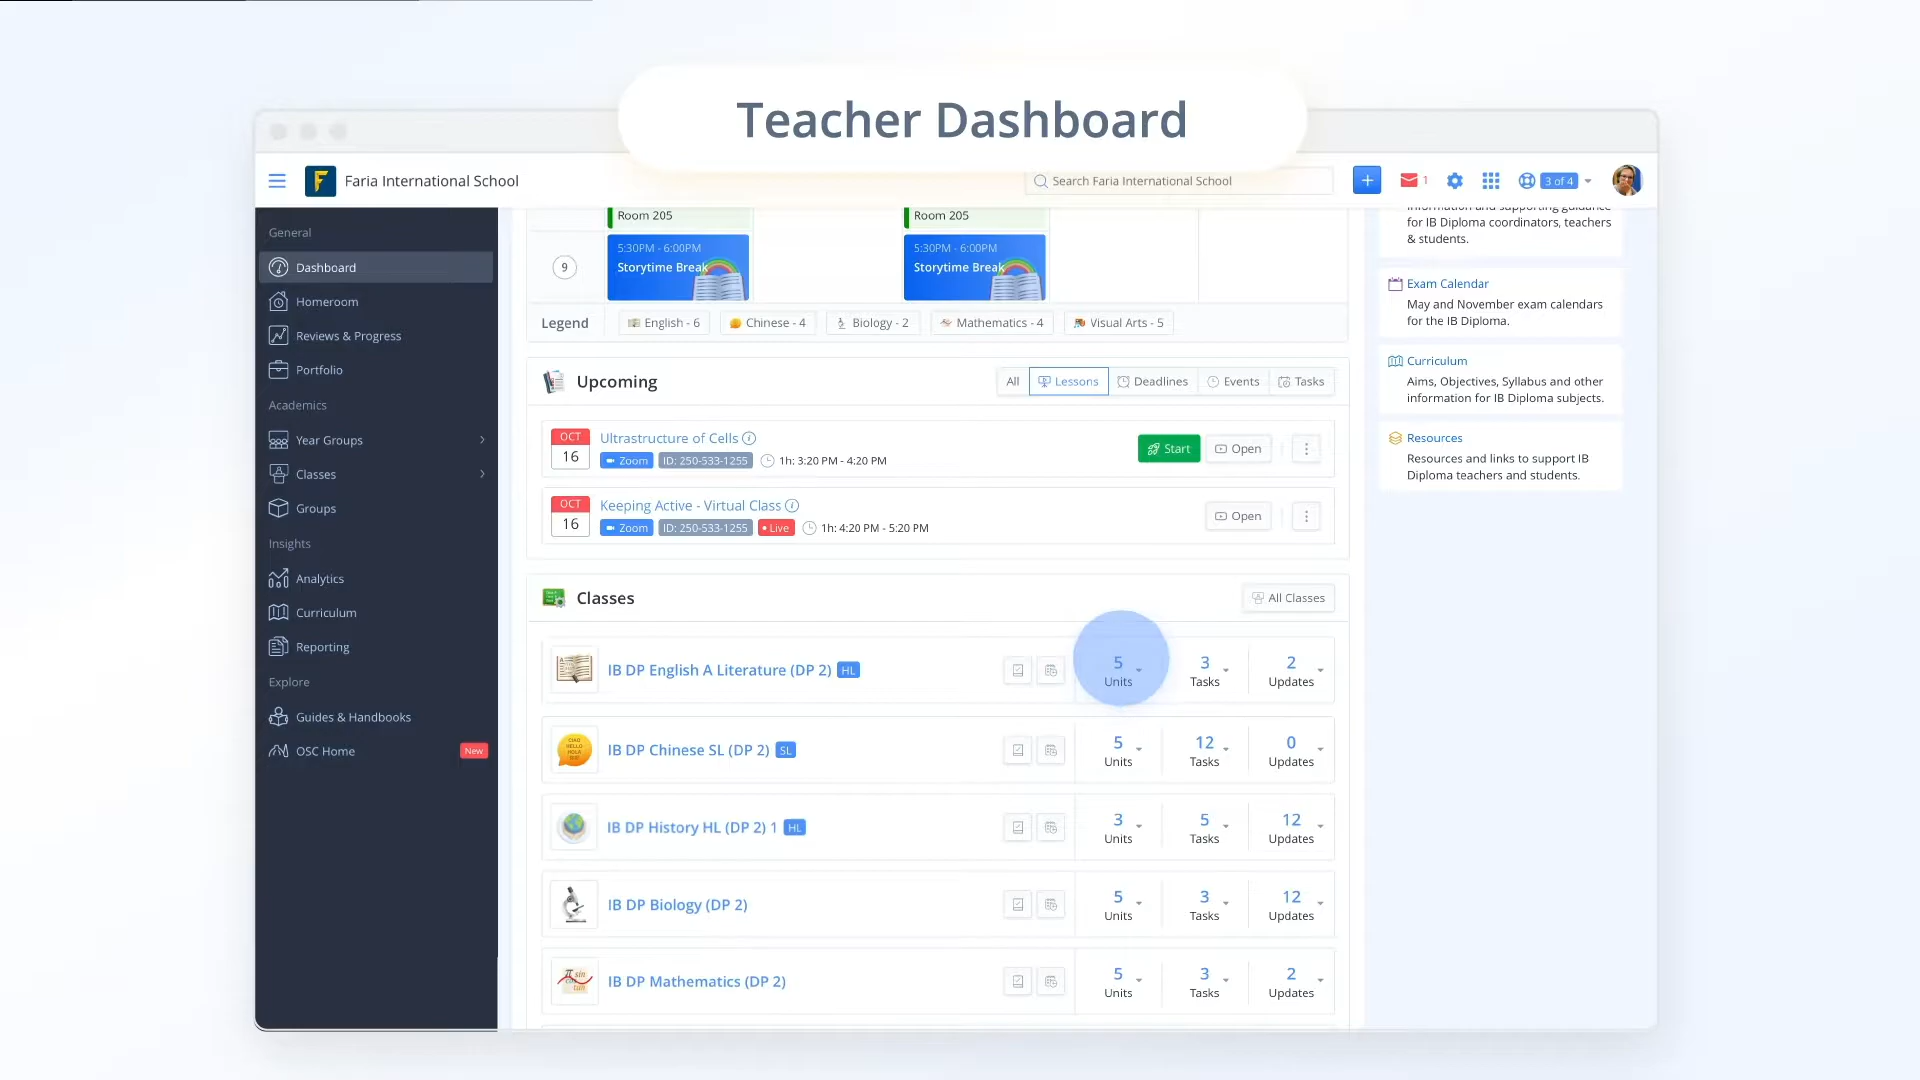 Teacher Dashboard
Faria International School
Search Faria International School
1
3 of 4
General
Dashboard
Homeroom
Reviews & Progress
Portfolio
Academics
Year Groups
Classes
Groups
Insights
Analytics
Curriculum
Reporting
Explore
Guides & Handbooks
OSC Home New
Room 205 Room 205
9
5:30PM - 6:00PM 5:30PM - 6:00PM
Storytime Break Storytime Break
Legend English - 6 Chinese - 4 Biology - 2 Mathematics - 4 Visual Arts - 5
Upcoming All Lessons Deadlines Events Tasks
OCT
16
Ultrastructure of Cells
Zoom ID: 250-533-1255 1h: 3:20 PM - 4:20 PM
Start Open
OCT
16
Keeping Active - Virtual Class
Zoom ID: 250-533-1255 Live 1h: 4:20 PM - 5:20 PM
Open
Classes All Classes
IB DP English A Literature (DP 2) HL
5 Units
3 Tasks
2 Updates
IB DP Chinese SL (DP 2) SL
5 Units
12 Tasks
0 Updates
IB DP History HL (DP 2) 1 HL
3 Units
5 Tasks
12 Updates
IB DP Biology (DP 2)
5 Units
3 Tasks
12 Updates
IB DP Mathematics (DP 2)
5 Units
3 Tasks
2 Updates
information and supporting guidance
for IB Diploma coordinators, teachers
& students.
Exam Calendar
May and November exam calendars
for the IB Diploma.
Curriculum
Aims, Objectives, Syllabus and other
information for IB Diploma subjects.
Resources
Resources and links to support IB
Diploma teachers and students.